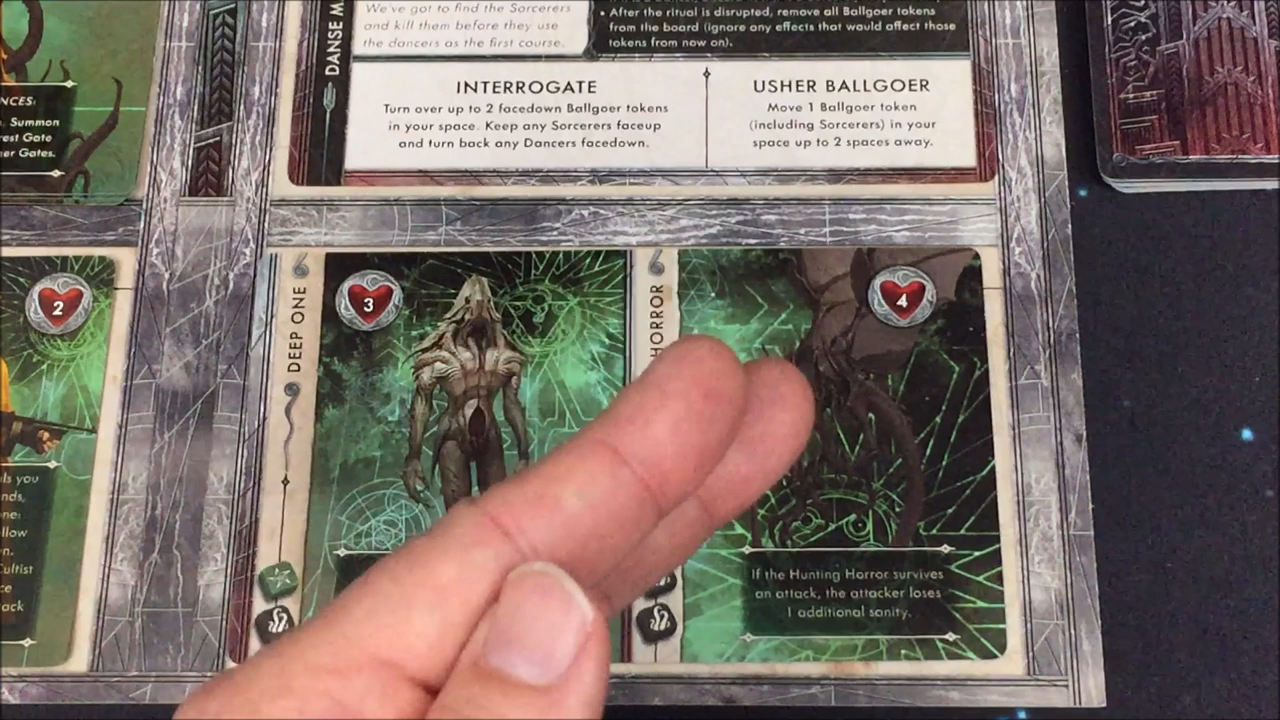 We've got to find the Sorcerers
and kill them before they use
the dancers as the first course.
DANSE
• After the ritual is disrupted, remove all Ballgoer tokens
from the board (ignore any effects that would affect those
tokens from now on).
INTERROGATE
Turn over up to 2 facedown Ballgoer tokens
in your space. Keep any Sorcerers faceup
and turn back any Dancers facedown.
USHER BALLGOER
Move 1 Ballgoer token
(including Sorcerers) in your
space up to 2 spaces away.
NCES:
. Summon
rest Gate
er Gates.
2
ls you
nds,
ne:
llow
n.
Cultist
ce
ack
DEEP ONE
3
HORROR
4
If the Hunting Horror survives
an attack, the attacker loses
1 additional sanity.